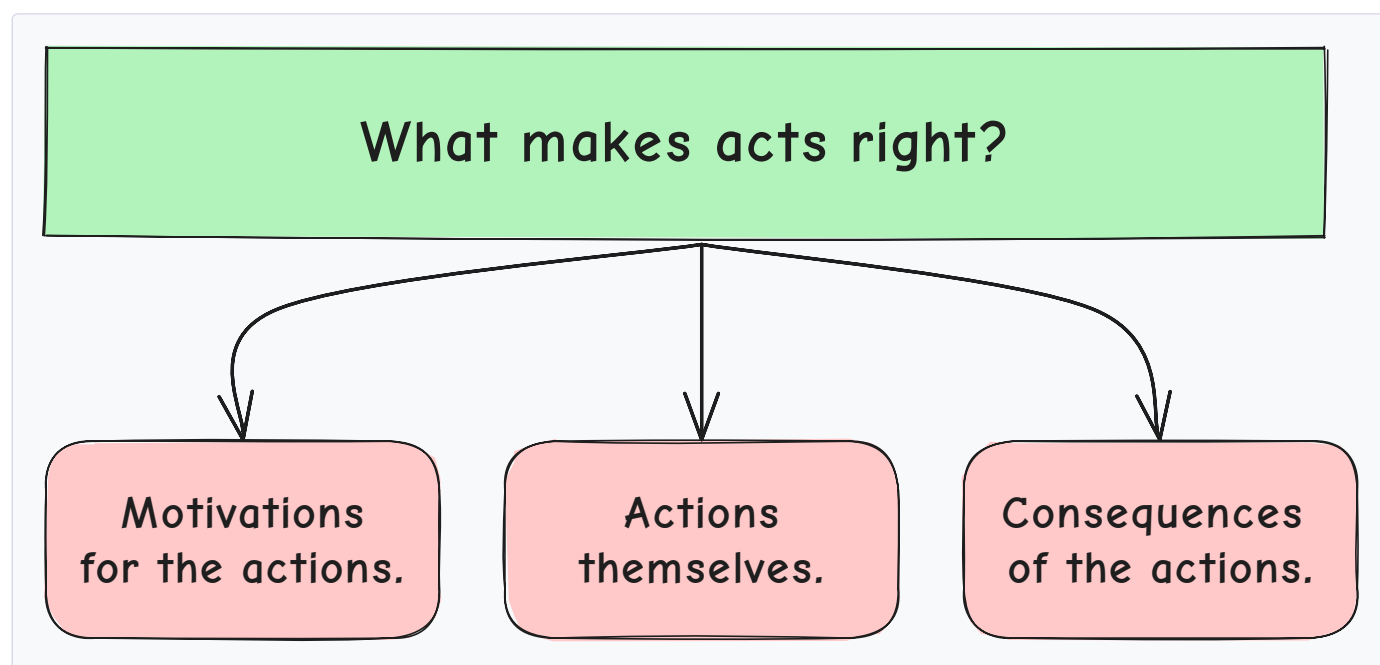 What makes acts right?
Motivations
for the actions.
Actions
themselves.
Consequences
of the actions.